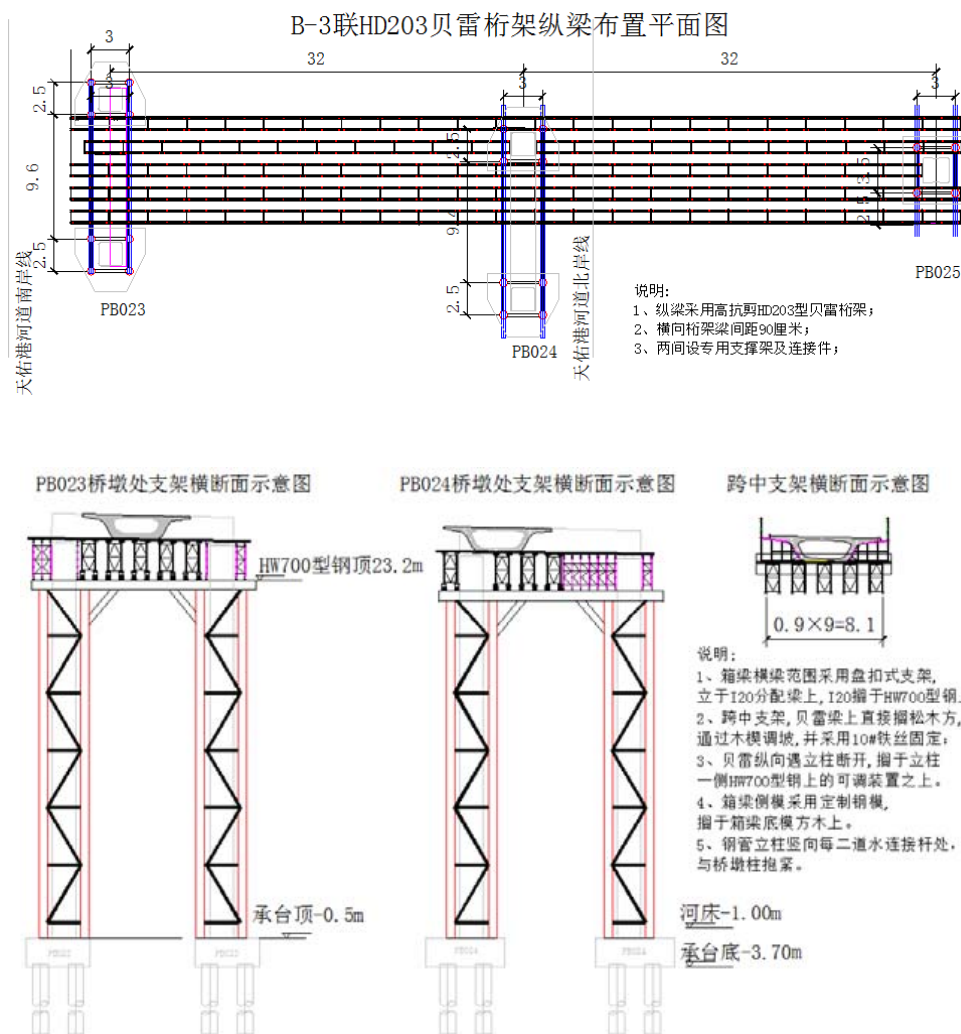 B-3联HD203贝雷桁架纵梁布置平面图
3
32
32
3
3
3
2.5
9.6
2.5
2.5
9.4
2.5
3.5
2.5
天佑港河道南岸线
PB023
PB024
天佑港河道北岸线
PB025
说明:
1、纵梁采用高抗剪HD203型贝雷桁架;
2、横向桁架梁间距90厘米;
3、两间设专用支撑架及连接件;
PB023桥墩处支架横断面示意图
PB024桥墩处支架横断面示意图
跨中支架横断面示意图
HW700型钢顶23.2m
0.9×9=8.1
说明:
1、箱梁横梁范围采用盘扣式支架,
立于I20分配梁上,I20搁于HW700型钢
2、跨中支架,贝雷梁上直接搁松木方,
通过木楔调坡,并采用10#铁丝固定;
3、贝雷纵向遇立柱断开,搁于立柱
一侧HW700型钢上的可调装置之上。
4、箱梁侧模采用定制钢模,
搁于箱梁底模方木上。
5、钢管立柱竖向每二道水连接杆处,
与桥墩柱抱紧。
承台顶-0.5m
河床-1.00m
承台底-3.70m
PB023
PB023
PB024
PB024